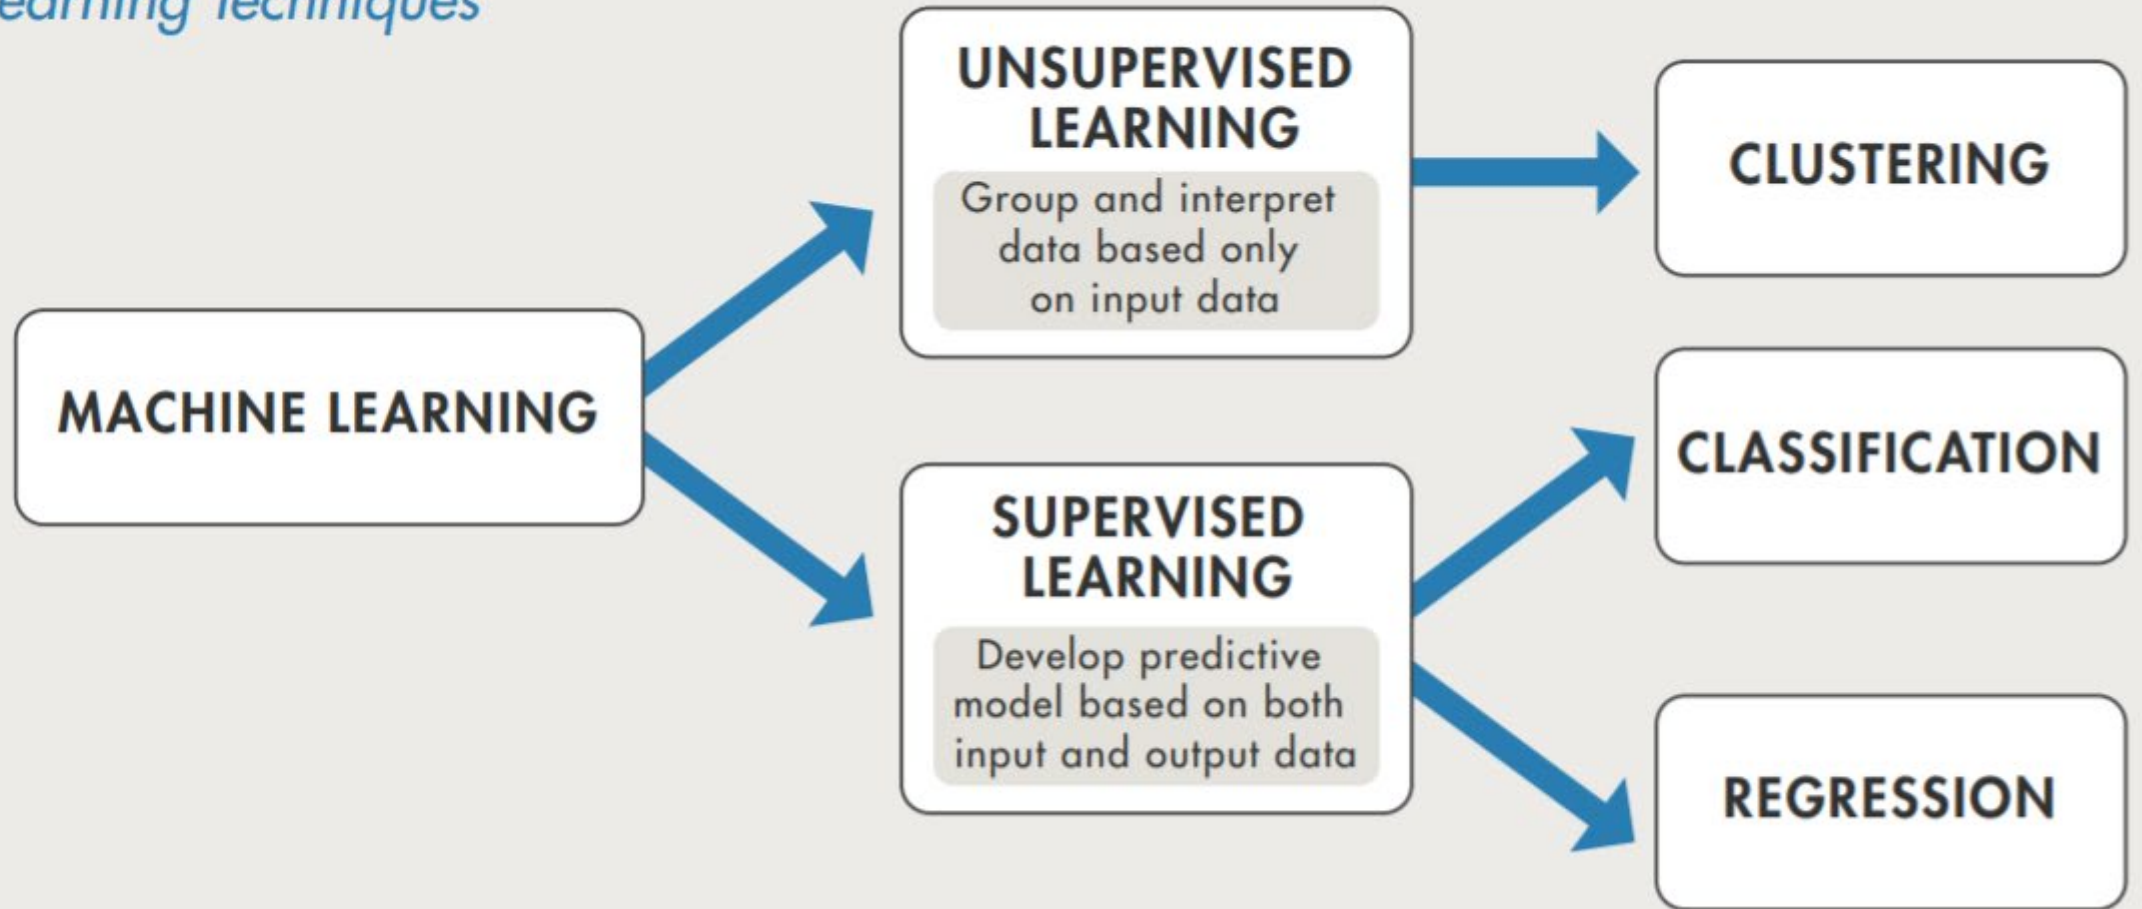 Techniques
MACHINE LEARNING
UNSUPERVISED
LEARNING
Group and interpret
data based only
on input data
SUPERVISED
LEARNING
Develop predictive
model based on both
input and output data
CLUSTERING
CLASSIFICATION
REGRESSION